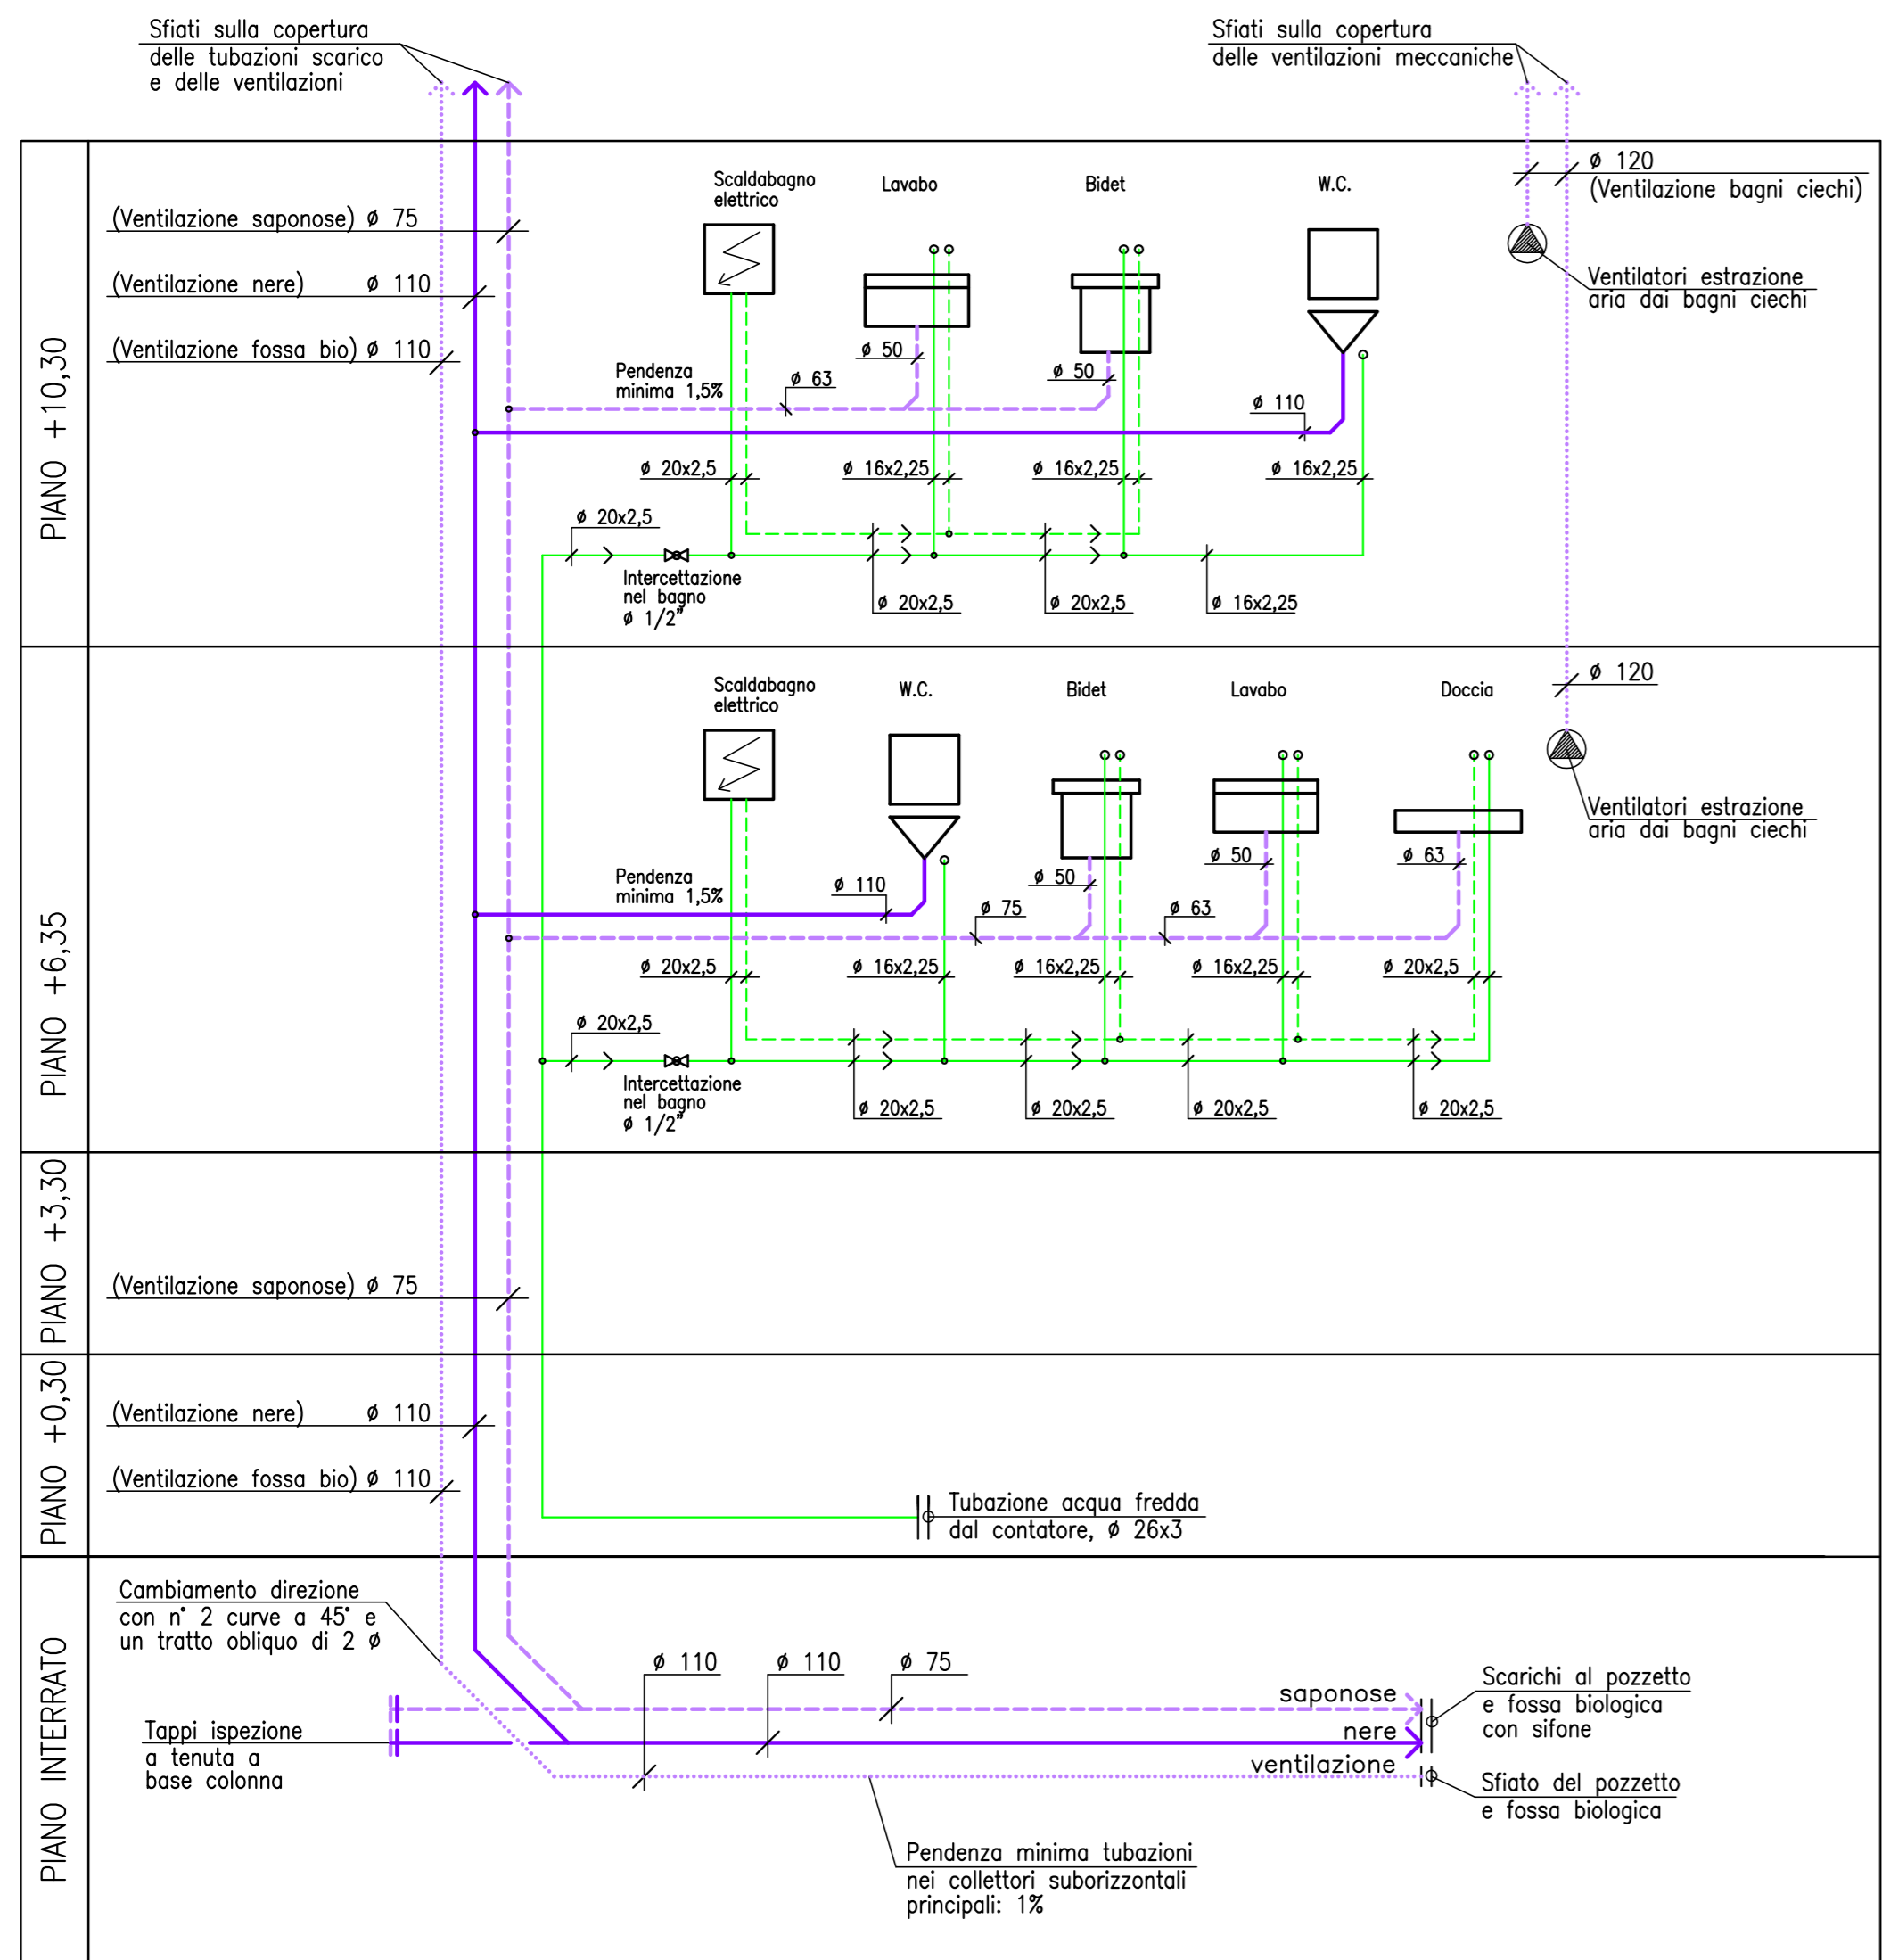 Sfiati sulla copertura
delle tubazioni scarico
e delle ventilazioni
Sfiati sulla copertura
delle ventilazioni meccaniche
PIANO +10,30
(Ventilazione saponose) ø 75
(Ventilazione nere) ø 110
(Ventilazione fossa bio) ø 110
Scaldabagno
elettrico
Lavabo
Bidet
W.C.
ø 120
(Ventilazione bagni ciechi)
Ventilatori estrazione
aria dai bagni ciechi
Pendenza
minima 1,5%
ø 63
ø 50
ø 50
ø 110
ø 20x2,5
ø 16x2,25
ø 16x2,25
ø 16x2,25
ø 20x2,5
Intercettazione
nel bagno
ø 1/2"
ø 20x2,5
ø 20x2,5
ø 16x2,25
PIANO +6,35
Scaldabagno
elettrico
W.C.
Bidet
Lavabo
Doccia
ø 120
Ventilatori estrazione
aria dai bagni ciechi
Pendenza
minima 1,5%
ø 110
ø 50
ø 50
ø 63
ø 75
ø 63
ø 20x2,5
ø 16x2,25
ø 16x2,25
ø 16x2,25
ø 20x2,5
ø 20x2,5
Intercettazione
nel bagno
ø 1/2"
ø 20x2,5
ø 20x2,5
ø 20x2,5
ø 20x2,5
PIANO +3,30
(Ventilazione saponose) ø 75
PIANO +0,30
(Ventilazione nere) ø 110
(Ventilazione fossa bio) ø 110
Tubazione acqua fredda
dal contatore, ø 26x3
PIANO INTERRATO
Cambiamento direzione
con n° 2 curve a 45° e
un tratto obliquo di 2 ø
Tappi ispezione
a tenuta a
base colonna
ø 110
ø 110
ø 75
saponose
nere
ventilazione
Scarichi al pozzetto
e fossa biologica
con sifone
Sfiato del pozzetto
e fossa biologica
Pendenza minima tubazioni
nei collettori suborizzontali
principali: 1%